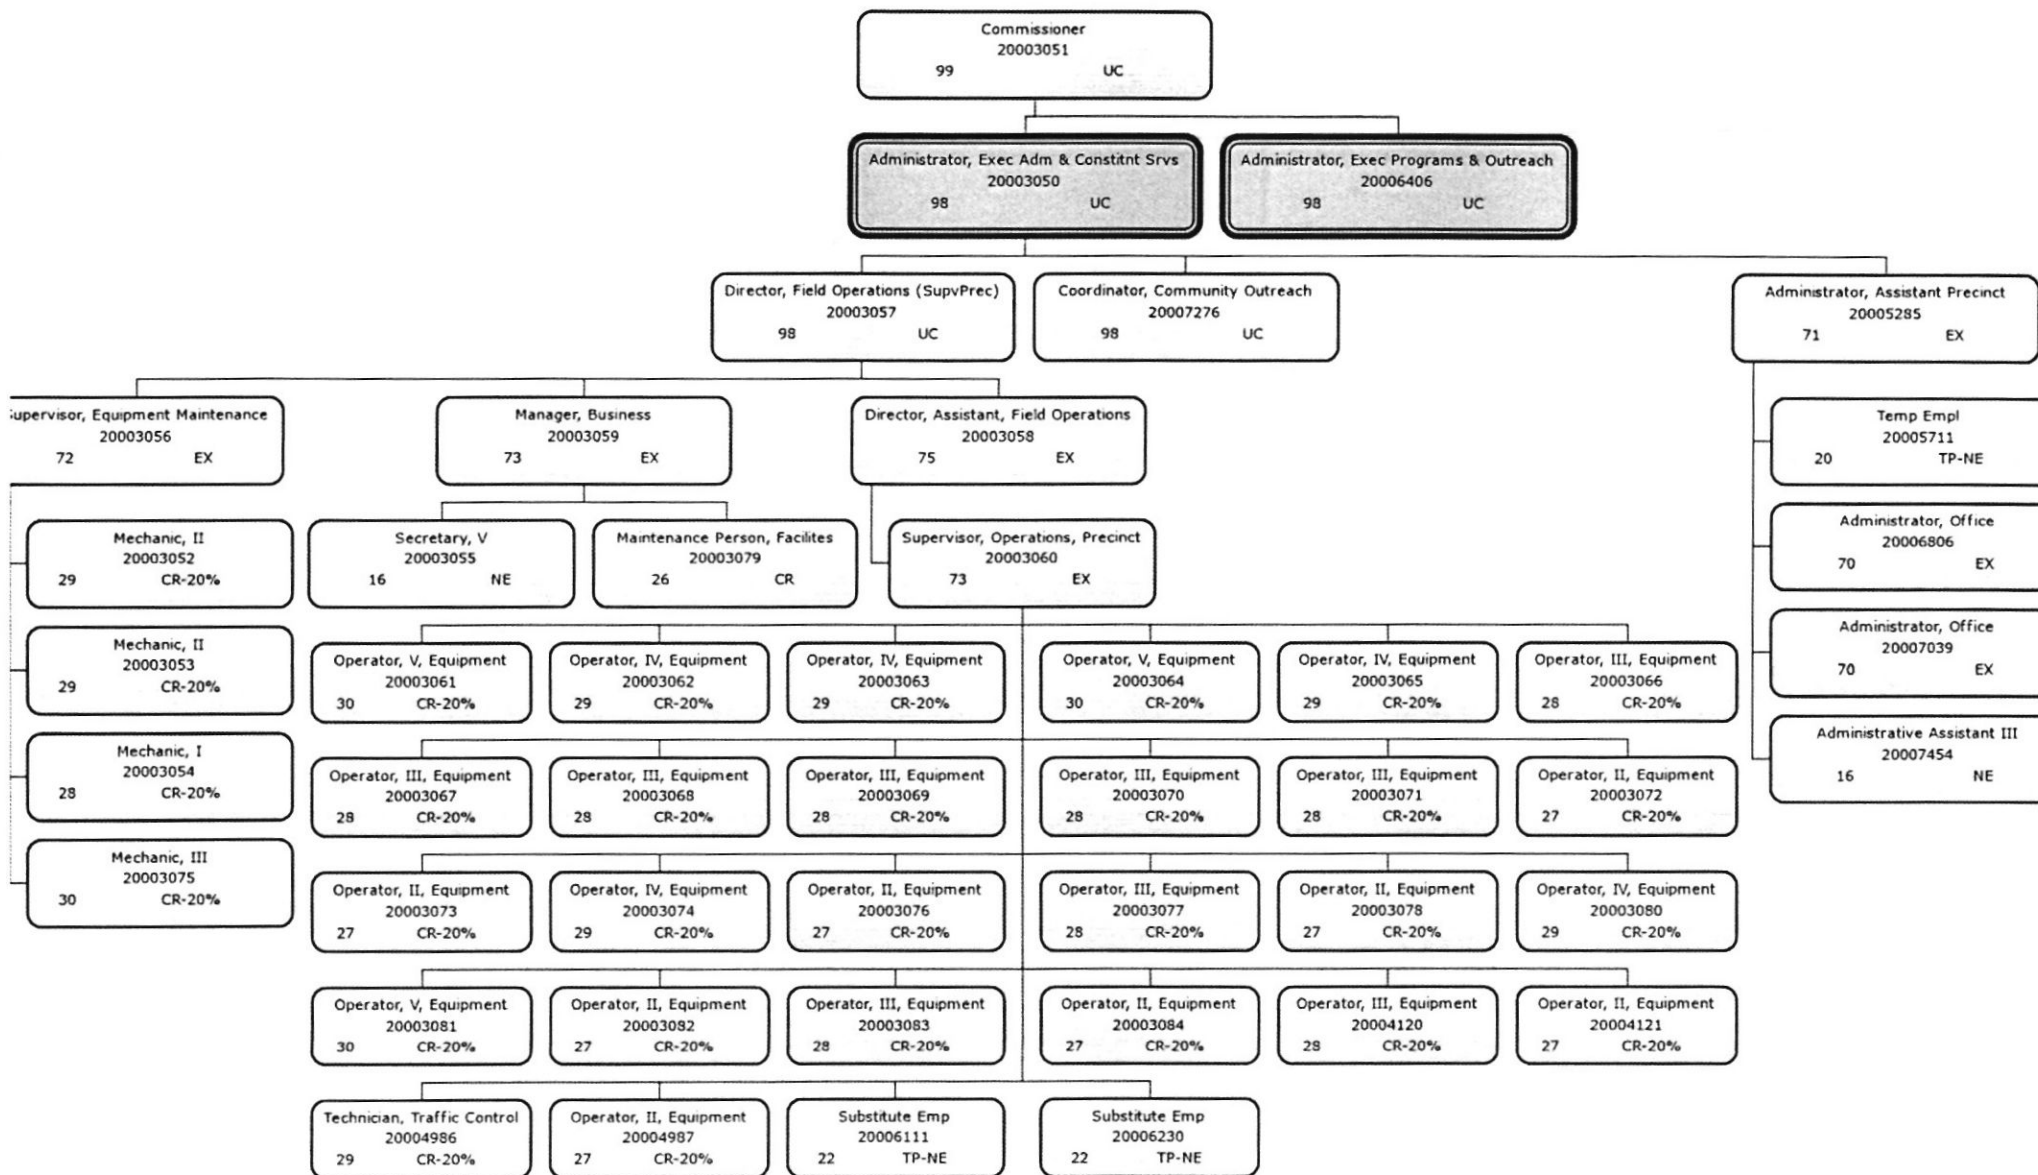 Commissioner
20003051
99 UC
Administrator, Exec Adm & Constitnt Srvs
20003050
98 UC
Administrator, Exec Programs & Outreach
20006406
98 UC
Director, Field Operations (SupvPrec)
20003057
98 UC
Coordinator, Community Outreach
20007276
98 UC
Administrator, Assistant Precinct
20005285
71 EX
Supervisor, Equipment Maintenance
20003056
72 EX
Manager, Business
20003059
73 EX
Director, Assistant, Field Operations
20003058
75 EX
Temp Empl
20005711
20 TP-NE
Administrator, Office
20006806
70 EX
Administrator, Office
20007039
70 EX
Administrative Assistant III
20007454
16 NE
Mechanic, II
20003052
29 CR-20%
Mechanic, II
20003053
29 CR-20%
Mechanic, I
20003054
28 CR-20%
Mechanic, III
20003075
30 CR-20%
Secretary, V
20003055
16 NE
Maintenance Person, Facilites
20003079
26 CR
Supervisor, Operations, Precinct
20003060
73 EX
Operator, V, Equipment
20003061
30 CR-20%
Operator, IV, Equipment
20003062
29 CR-20%
Operator, IV, Equipment
20003063
29 CR-20%
Operator, V, Equipment
20003064
30 CR-20%
Operator, IV, Equipment
20003065
29 CR-20%
Operator, III, Equipment
20003066
28 CR-20%
Operator, III, Equipment
20003067
28 CR-20%
Operator, III, Equipment
20003068
28 CR-20%
Operator, III, Equipment
20003069
28 CR-20%
Operator, III, Equipment
20003070
28 CR-20%
Operator, III, Equipment
20003071
28 CR-20%
Operator, II, Equipment
20003072
27 CR-20%
Operator, II, Equipment
20003073
27 CR-20%
Operator, IV, Equipment
20003074
29 CR-20%
Operator, II, Equipment
20003076
27 CR-20%
Operator, III, Equipment
20003077
28 CR-20%
Operator, II, Equipment
20003078
27 CR-20%
Operator, IV, Equipment
20003080
29 CR-20%
Operator, V, Equipment
20003081
30 CR-20%
Operator, II, Equipment
20003082
27 CR-20%
Operator, III, Equipment
20003083
28 CR-20%
Operator, II, Equipment
20003084
27 CR-20%
Operator, III, Equipment
20004120
28 CR-20%
Operator, II, Equipment
20004121
27 CR-20%
Technician, Traffic Control
20004986
29 CR-20%
Operator, II, Equipment
20004987
27 CR-20%
Substitute Emp
20006111
22 TP-NE
Substitute Emp
20006230
22 TP-NE